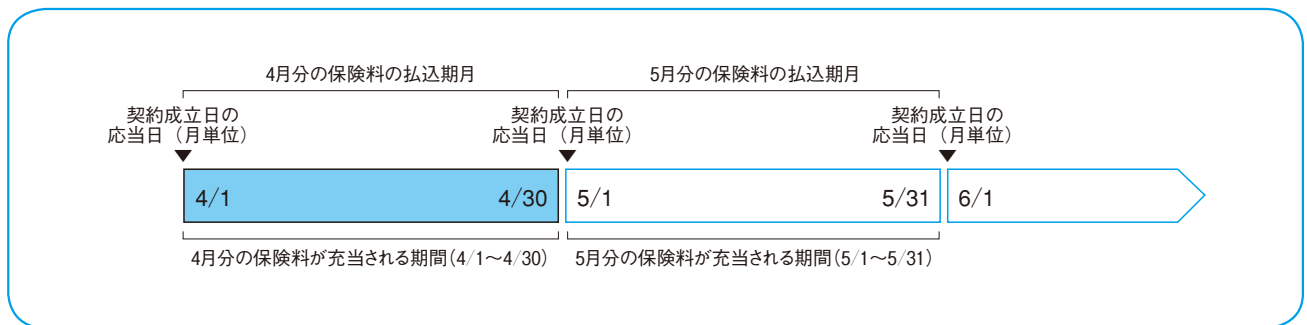 4月分の保険料の払込期月
5月分の保険料の払込期月
契約成立日の
応当日（月単位）
契約成立日の
応当日（月単位）
契約成立日の
応当日（月単位）
4/1
4/30
5/1
5/31
6/1
4月分の保険料が充当される期間(4/1〜4/30)
5月分の保険料が充当される期間(5/1〜5/31)